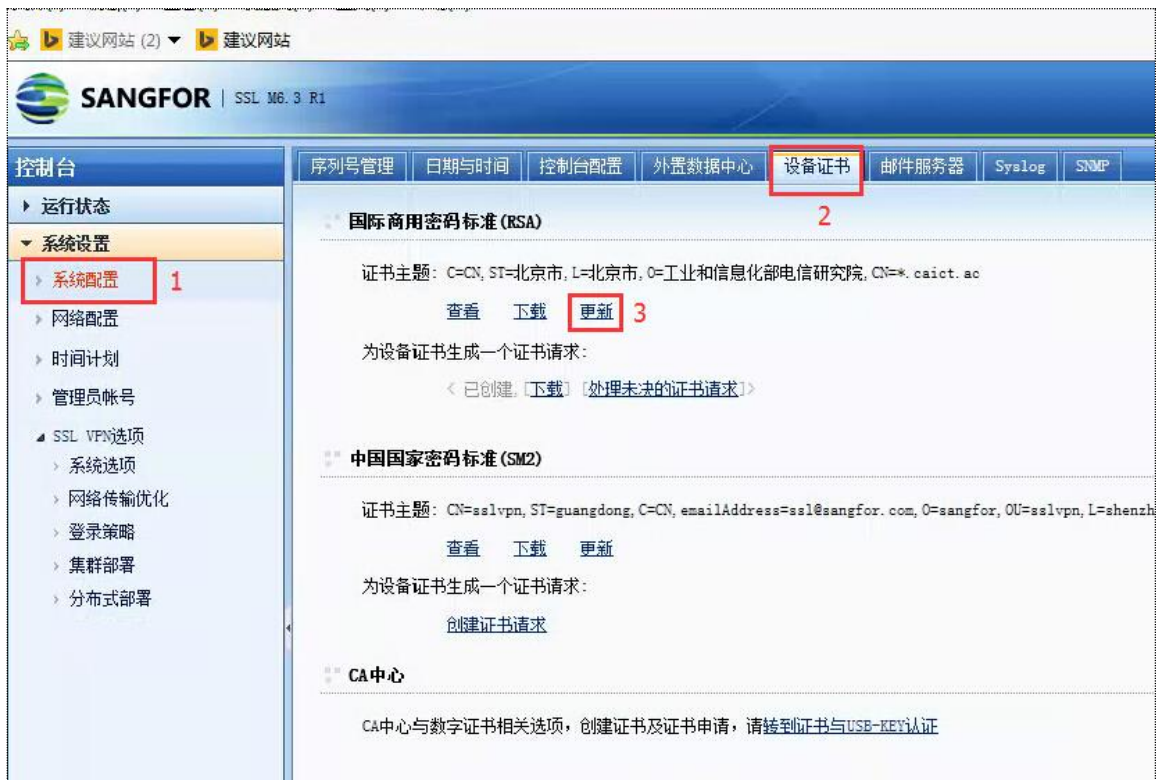 建议网站 (2) 建议网站
SANGFOR | SSL M6.3 R1
控制台
序列号管理 日期与时间 控制台配置 外置数据中心 设备证书 邮件服务器 Syslog SNMP
运行状态
2
国际商用密码标准(RSA)
系统设置
系统配置
1
证书主题: C=CN, ST=北京市, L=北京市, O=工业和信息化部电信研究院, CN=*.caict.ac
查看 下载 更新 3
网络配置
为设备证书生成一个证书请求:
时间计划
< 已创建, [下载] [处理未决的证书请求]>
管理员帐号
SSL VPN选项
中国国家密码标准(SM2)
系统选项
网络传输优化
证书主题: CN=sslvpn, ST=guangdong, C=CN, emailAddress=ssl@sangfor.com, O=sangfor, OU=sslvpn, L=shenzh
登录策略
查看 下载 更新
集群部署
为设备证书生成一个证书请求:
分布式部署
创建证书请求
CA中心
CA中心与数字证书相关选项，创建证书及证书申请，请转到证书与USB-KEY认证